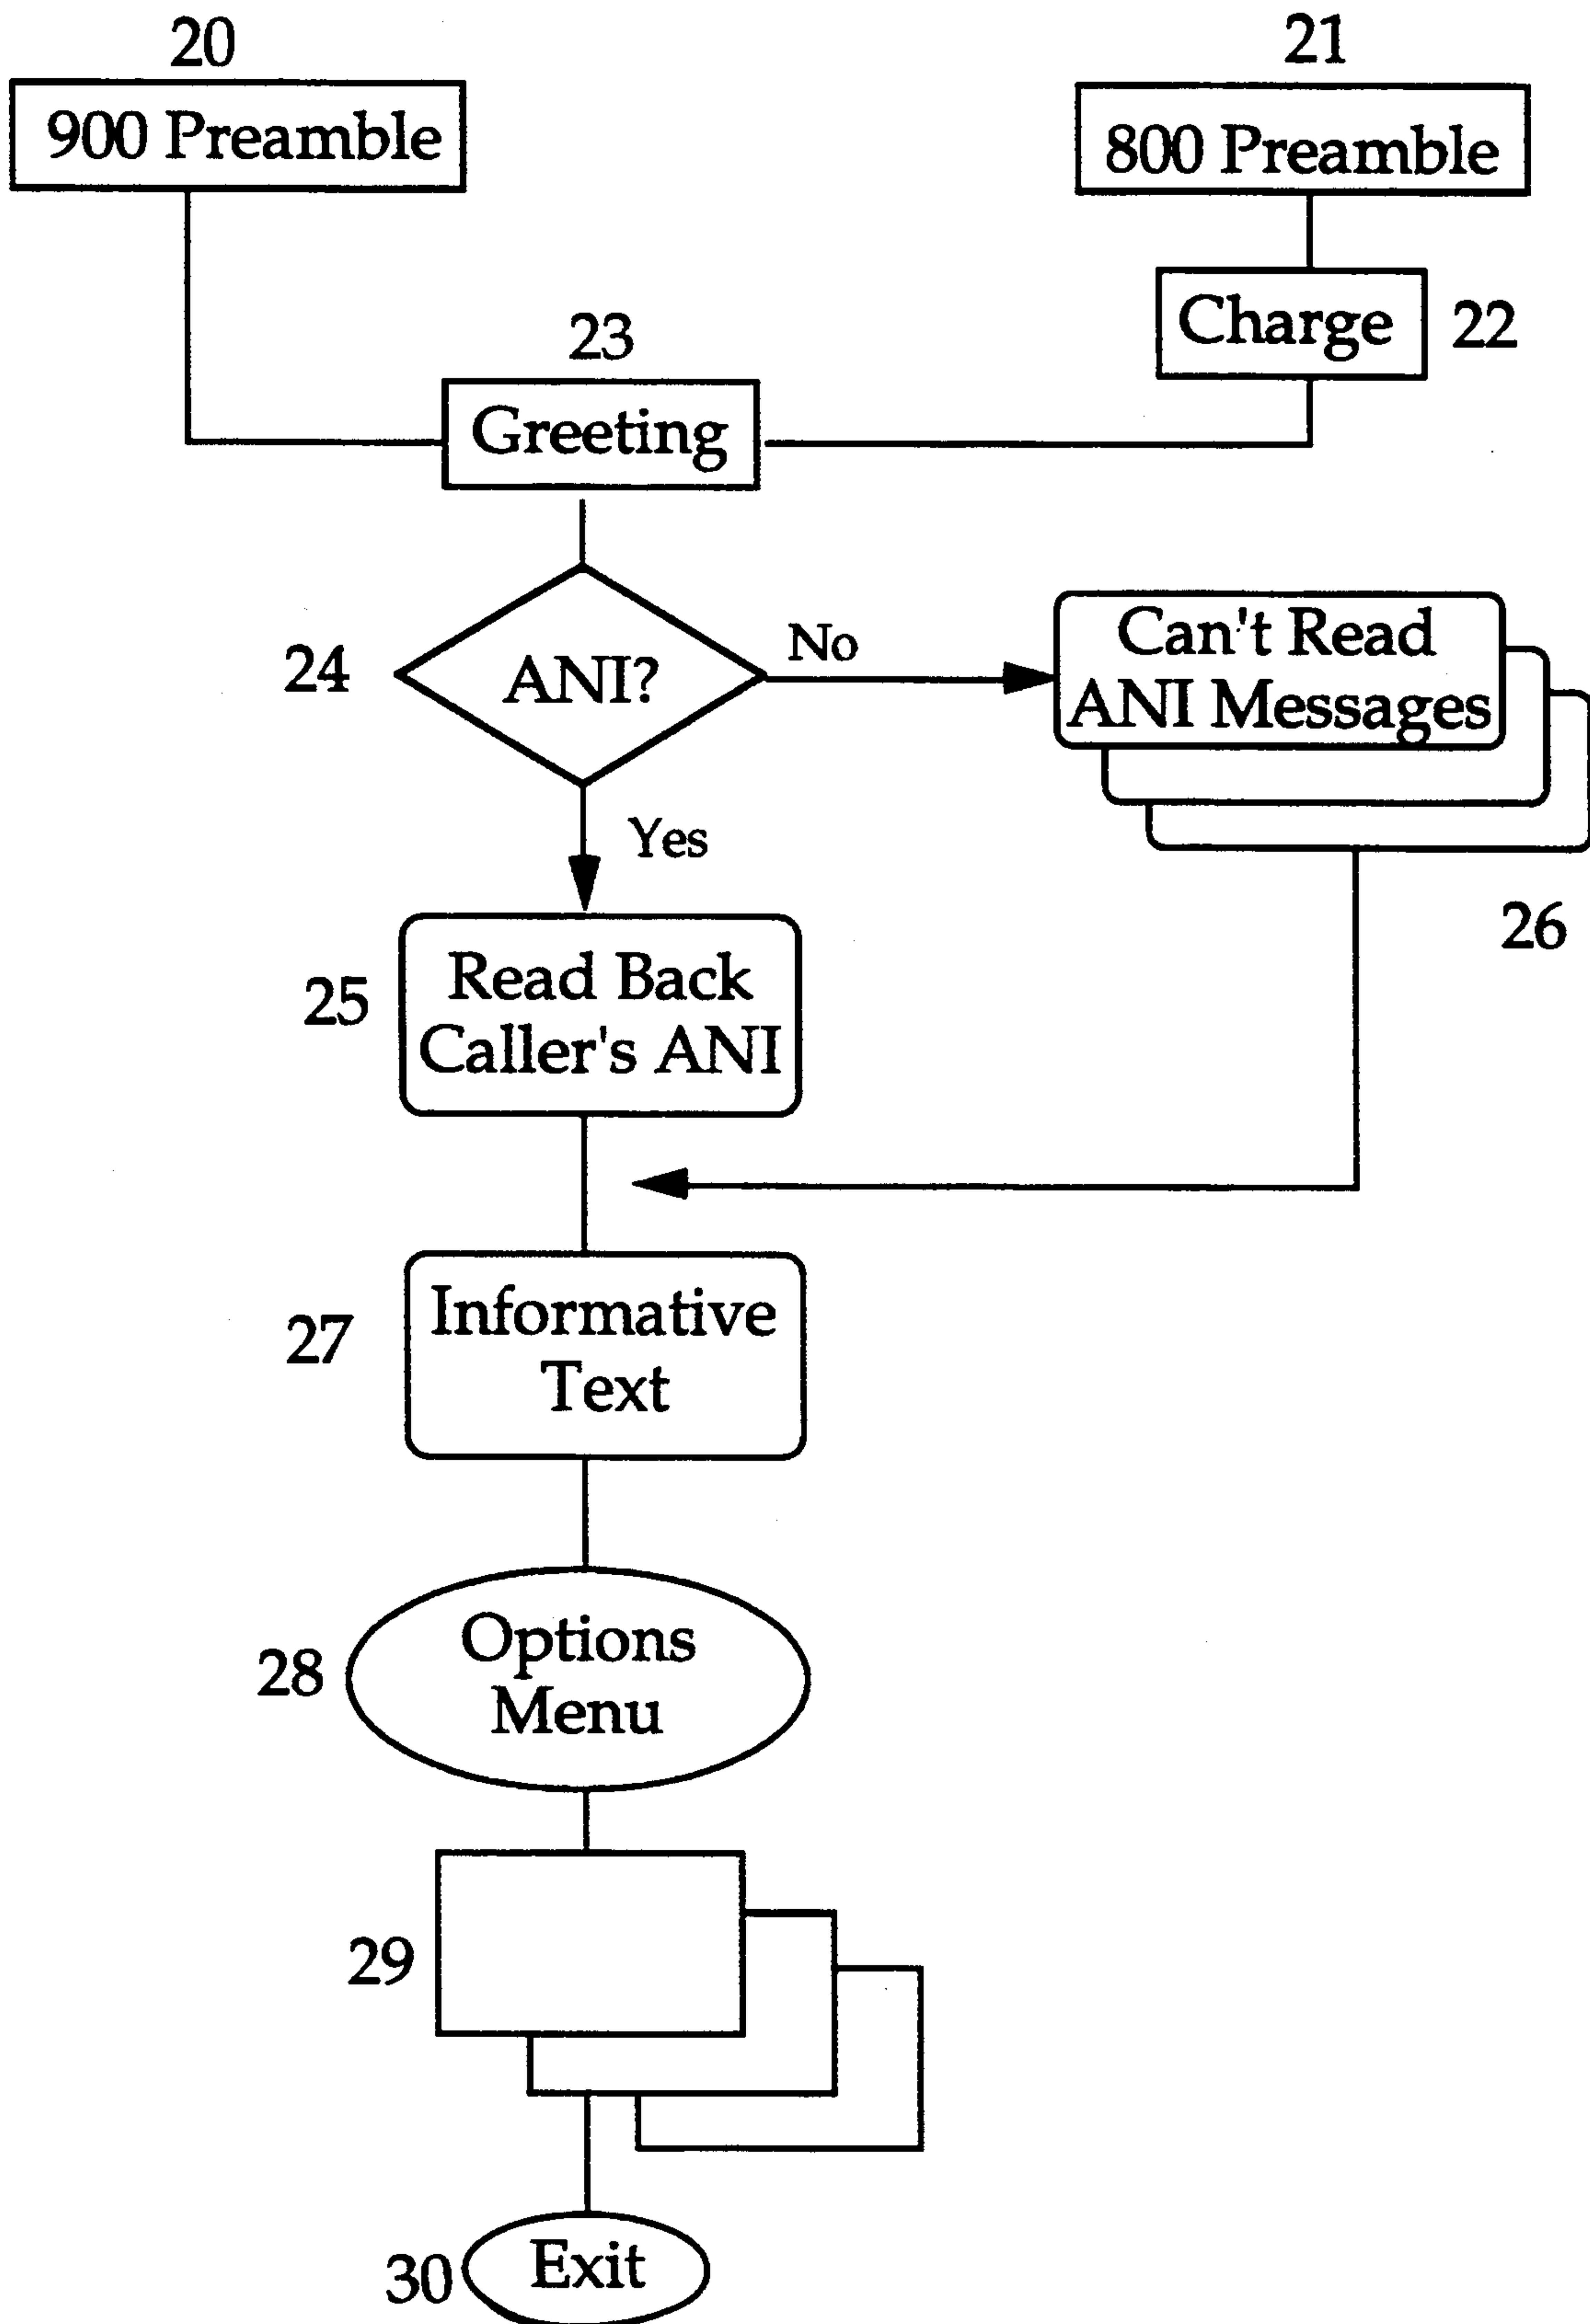 20
900 Preamble
21
800 Preamble
Charge
22
23
Greeting
24
ANI?
No
Can't Read
ANI Messages
26
Yes
25
Read Back
Caller's ANI
27
Informative
Text
28
Options
Menu
29
30
Exit